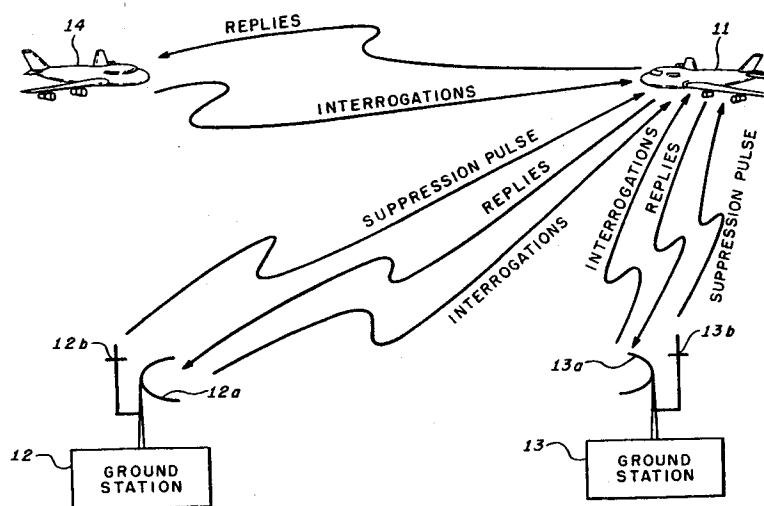 REPLIES
14
11
INTERROGATIONS
SUPPRESSION PULSE
REPLIES
INTERROGATIONS
INTERROGATIONS
REPLIES
SUPPRESSION PULSE
12b
12a
13a
13b
12
GROUND
STATION
13
GROUND
STATION